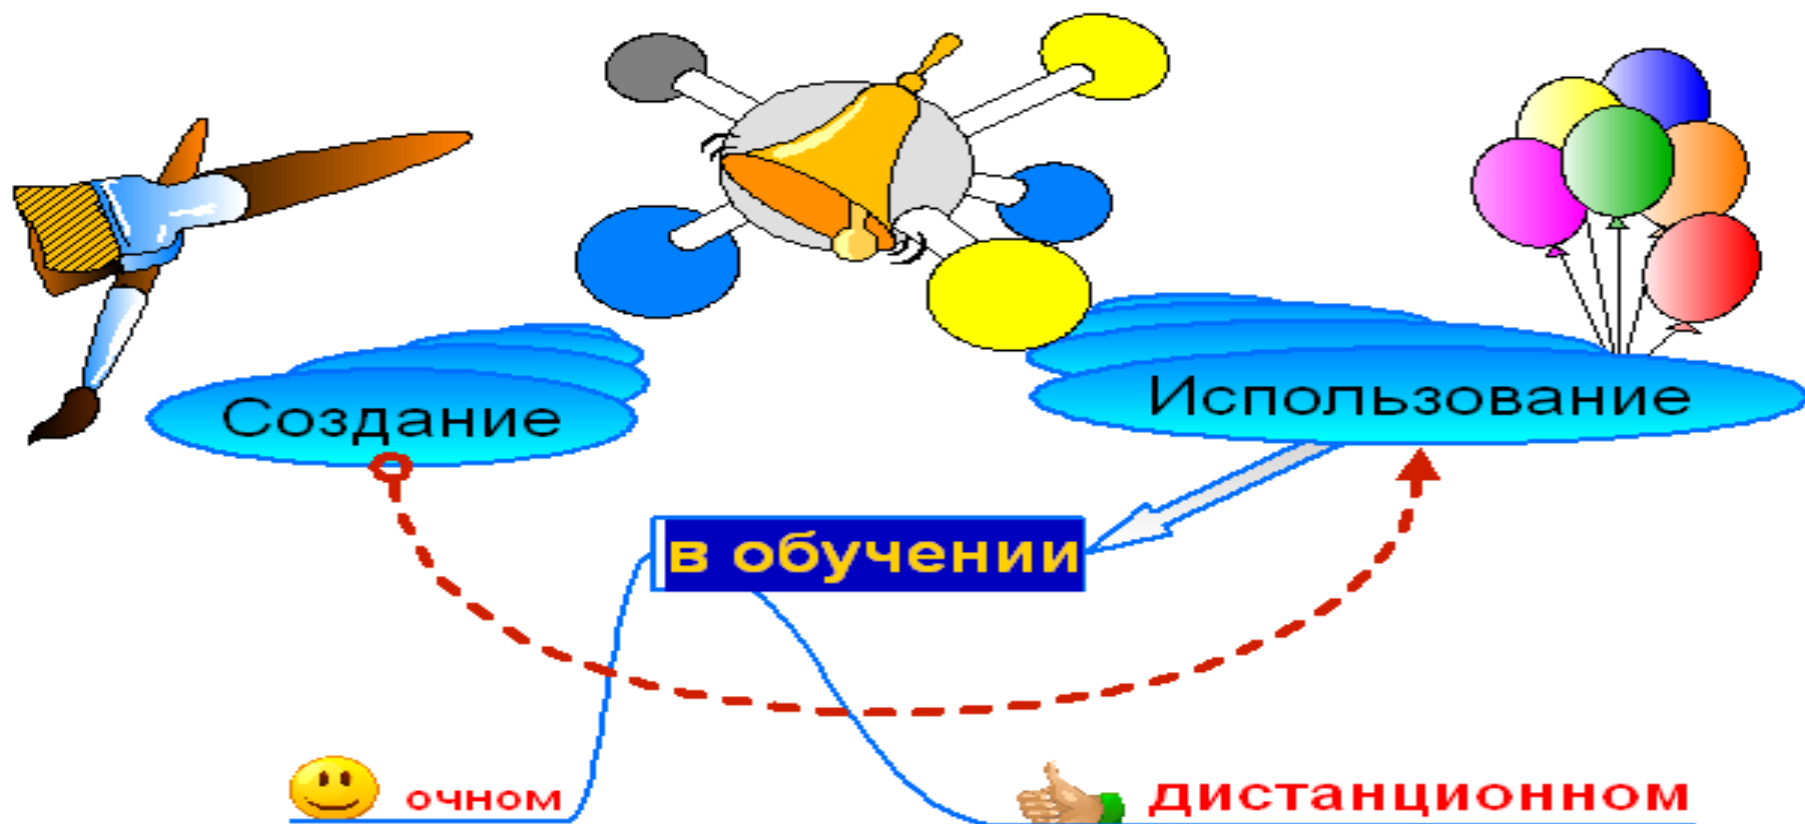 Создание
Использование
в обучении
очном
дистанционном